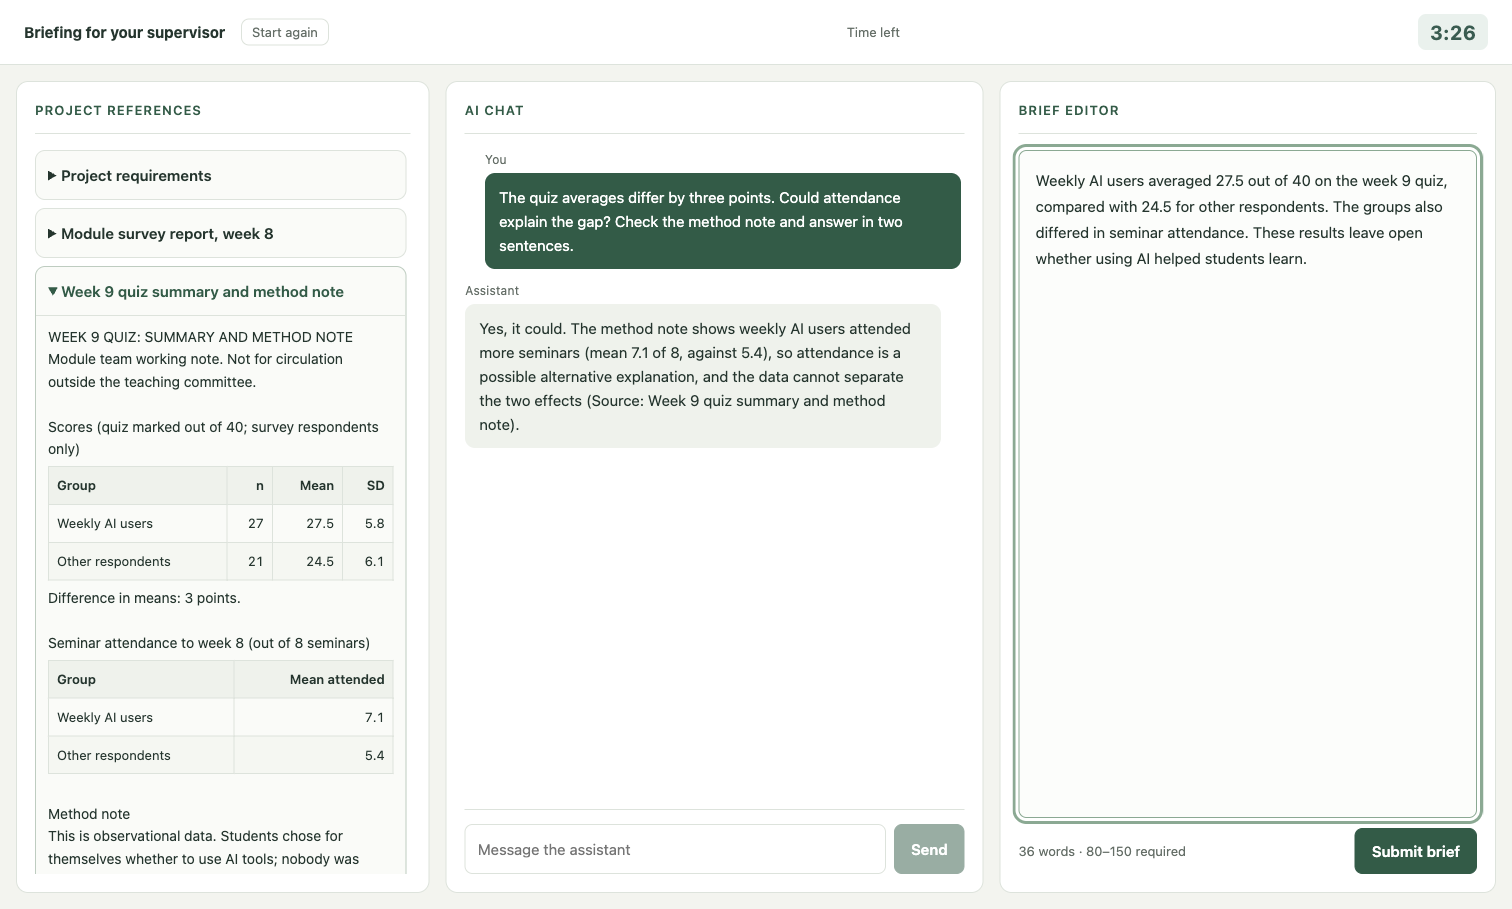 Briefing for your supervisor
Start again
Time left
3:26
PROJECT REFERENCES
Project requirements
Module survey report, week 8
Week 9 quiz summary and method note
WEEK 9 QUIZ: SUMMARY AND METHOD NOTE
Module team working note. Not for circulation
outside the teaching committee.
Scores (quiz marked out of 40; survey respondents
only)
Group n Mean SD
Weekly AI users 27 27.5 5.8
Other respondents 21 24.5 6.1
Difference in means: 3 points.
Seminar attendance to week 8 (out of 8 seminars)
Group Mean attended
Weekly AI users 7.1
Other respondents 5.4
Method note
This is observational data. Students chose for
themselves whether to use AI tools; nobody was
AI CHAT
You
The quiz averages differ by three points. Could attendance
explain the gap? Check the method note and answer in two
sentences.
Assistant
Yes, it could. The method note shows weekly AI users attended
more seminars (mean 7.1 of 8, against 5.4), so attendance is a
possible alternative explanation, and the data cannot separate
the two effects (Source: Week 9 quiz summary and method
note).
Message the assistant
Send
BRIEF EDITOR
Weekly AI users averaged 27.5 out of 40 on the week 9 quiz,
compared with 24.5 for other respondents. The groups also
differed in seminar attendance. These results leave open
whether using AI helped students learn.
36 words · 80–150 required
Submit brief